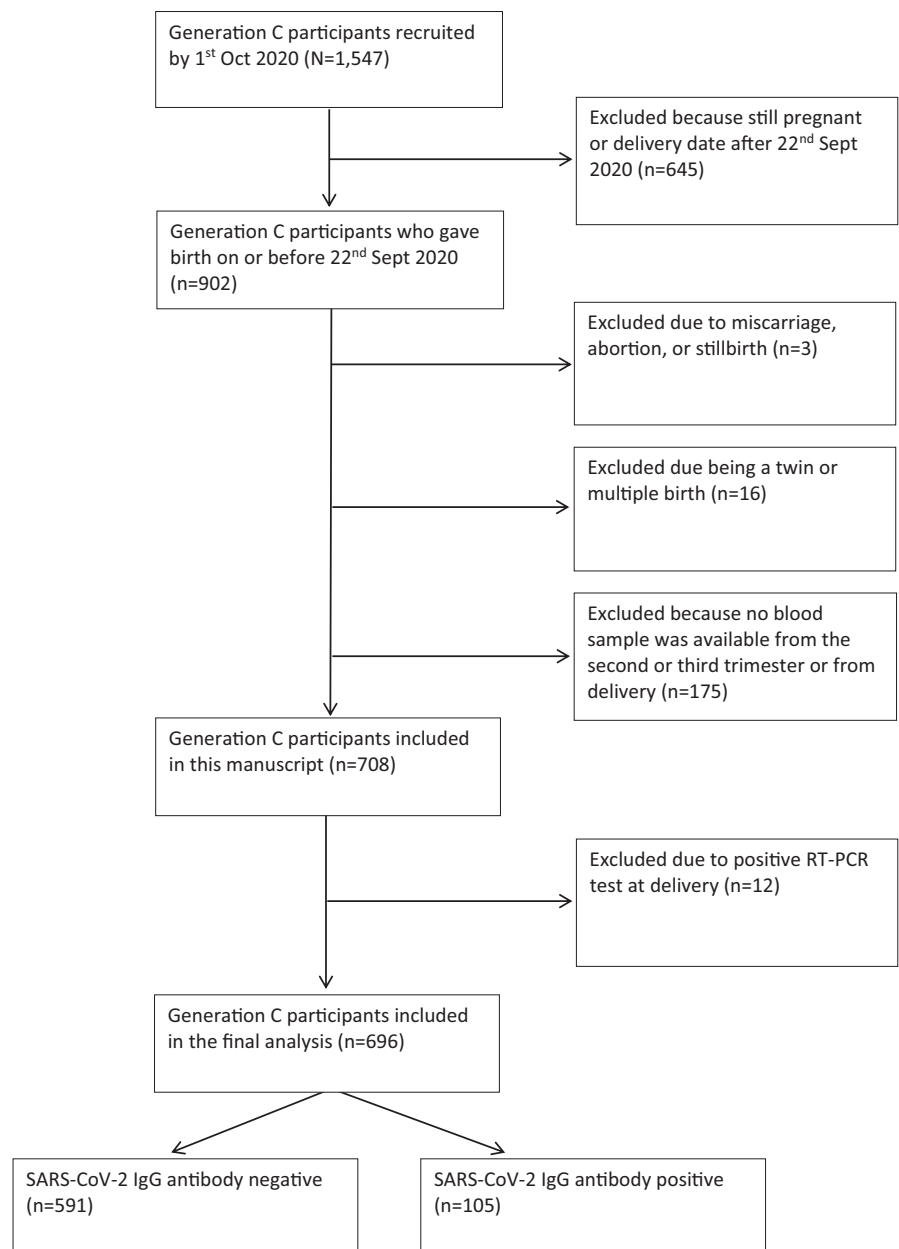 Generation C participants recruited
by 1st Oct 2020 (N=1,547)
Excluded because still pregnant
or delivery date after 22nd Sept
2020 (n=645)
Generation C participants who gave
birth on or before 22nd Sept 2020
(n=902)
Excluded due to miscarriage,
abortion, or stillbirth (n=3)
Excluded due being a twin or
multiple birth (n=16)
Excluded because no blood
sample was available from the
second or third trimester or from
delivery (n=175)
Generation C participants included
in this manuscript (n=708)
Excluded due to positive RT-PCR
test at delivery (n=12)
Generation C participants included
in the final analysis (n=696)
SARS-CoV-2 IgG antibody negative
(n=591)
SARS-CoV-2 IgG antibody positive
(n=105)